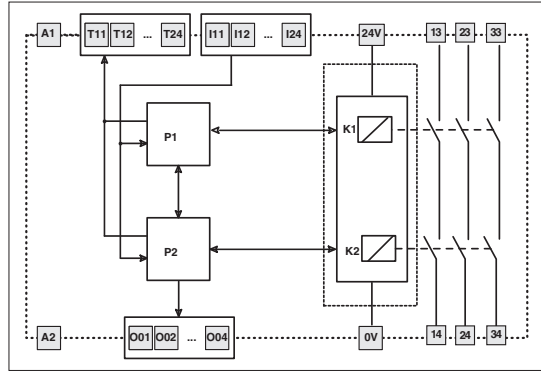 A1 T11 T12 ... T24 I11 I12 ... I24 24V 13 23 33
P1 K1
P2 K2
A2 O01 O02 ... O04 0V 14 24 34